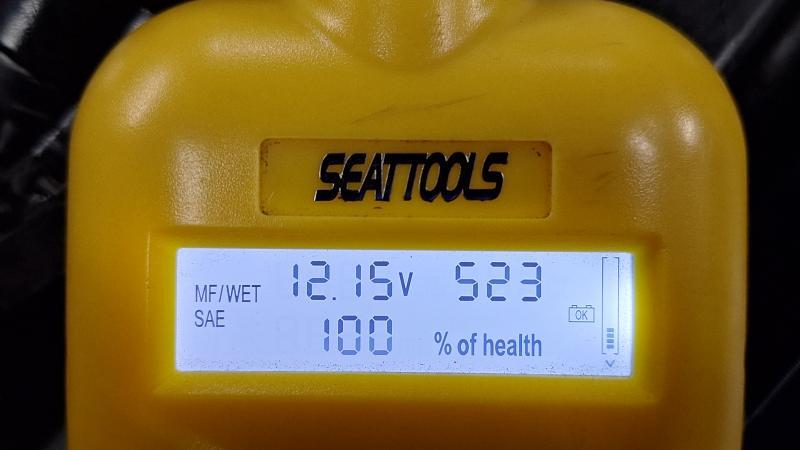 SEATTOOLS
MF/WET 12.15V 523
SAE 100 % of health
OK